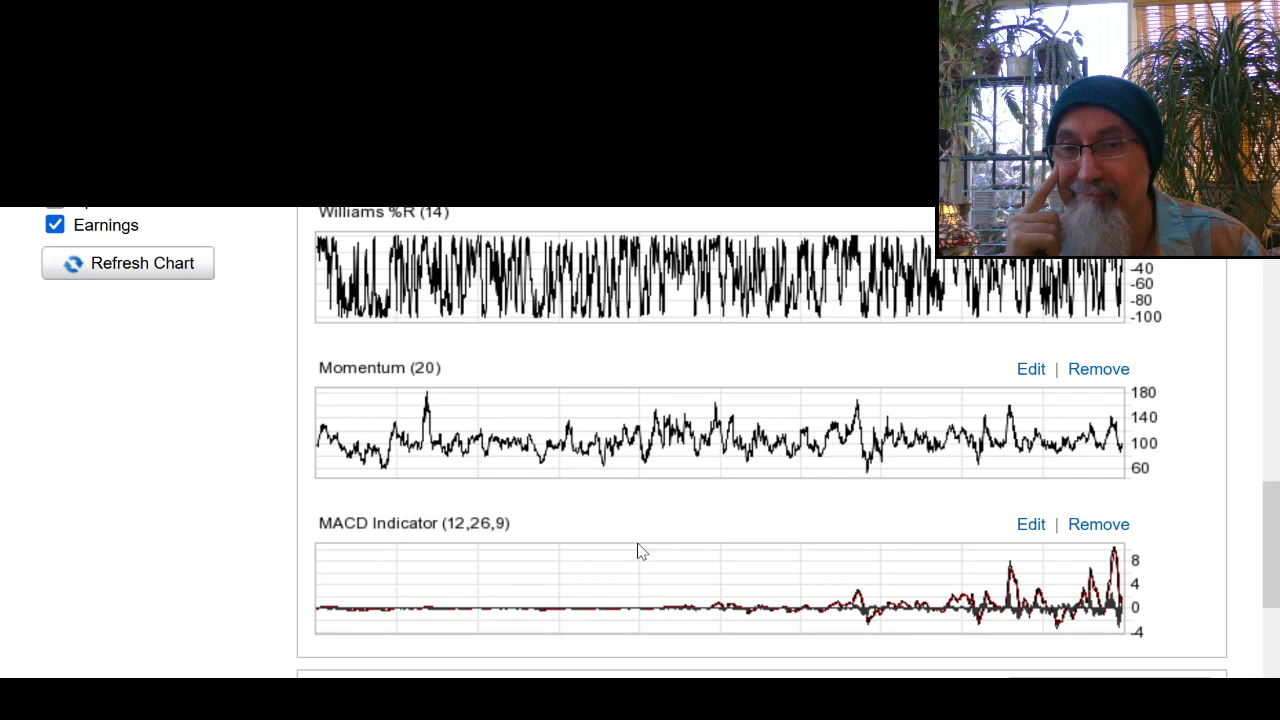 Williams %R (14)
Earnings
Refresh Chart
-40
-60
-80
-100
Momentum (20)
Edit | Remove
180
140
100
60
MACD Indicator (12,26,9)
Edit | Remove
8
4
0
-4